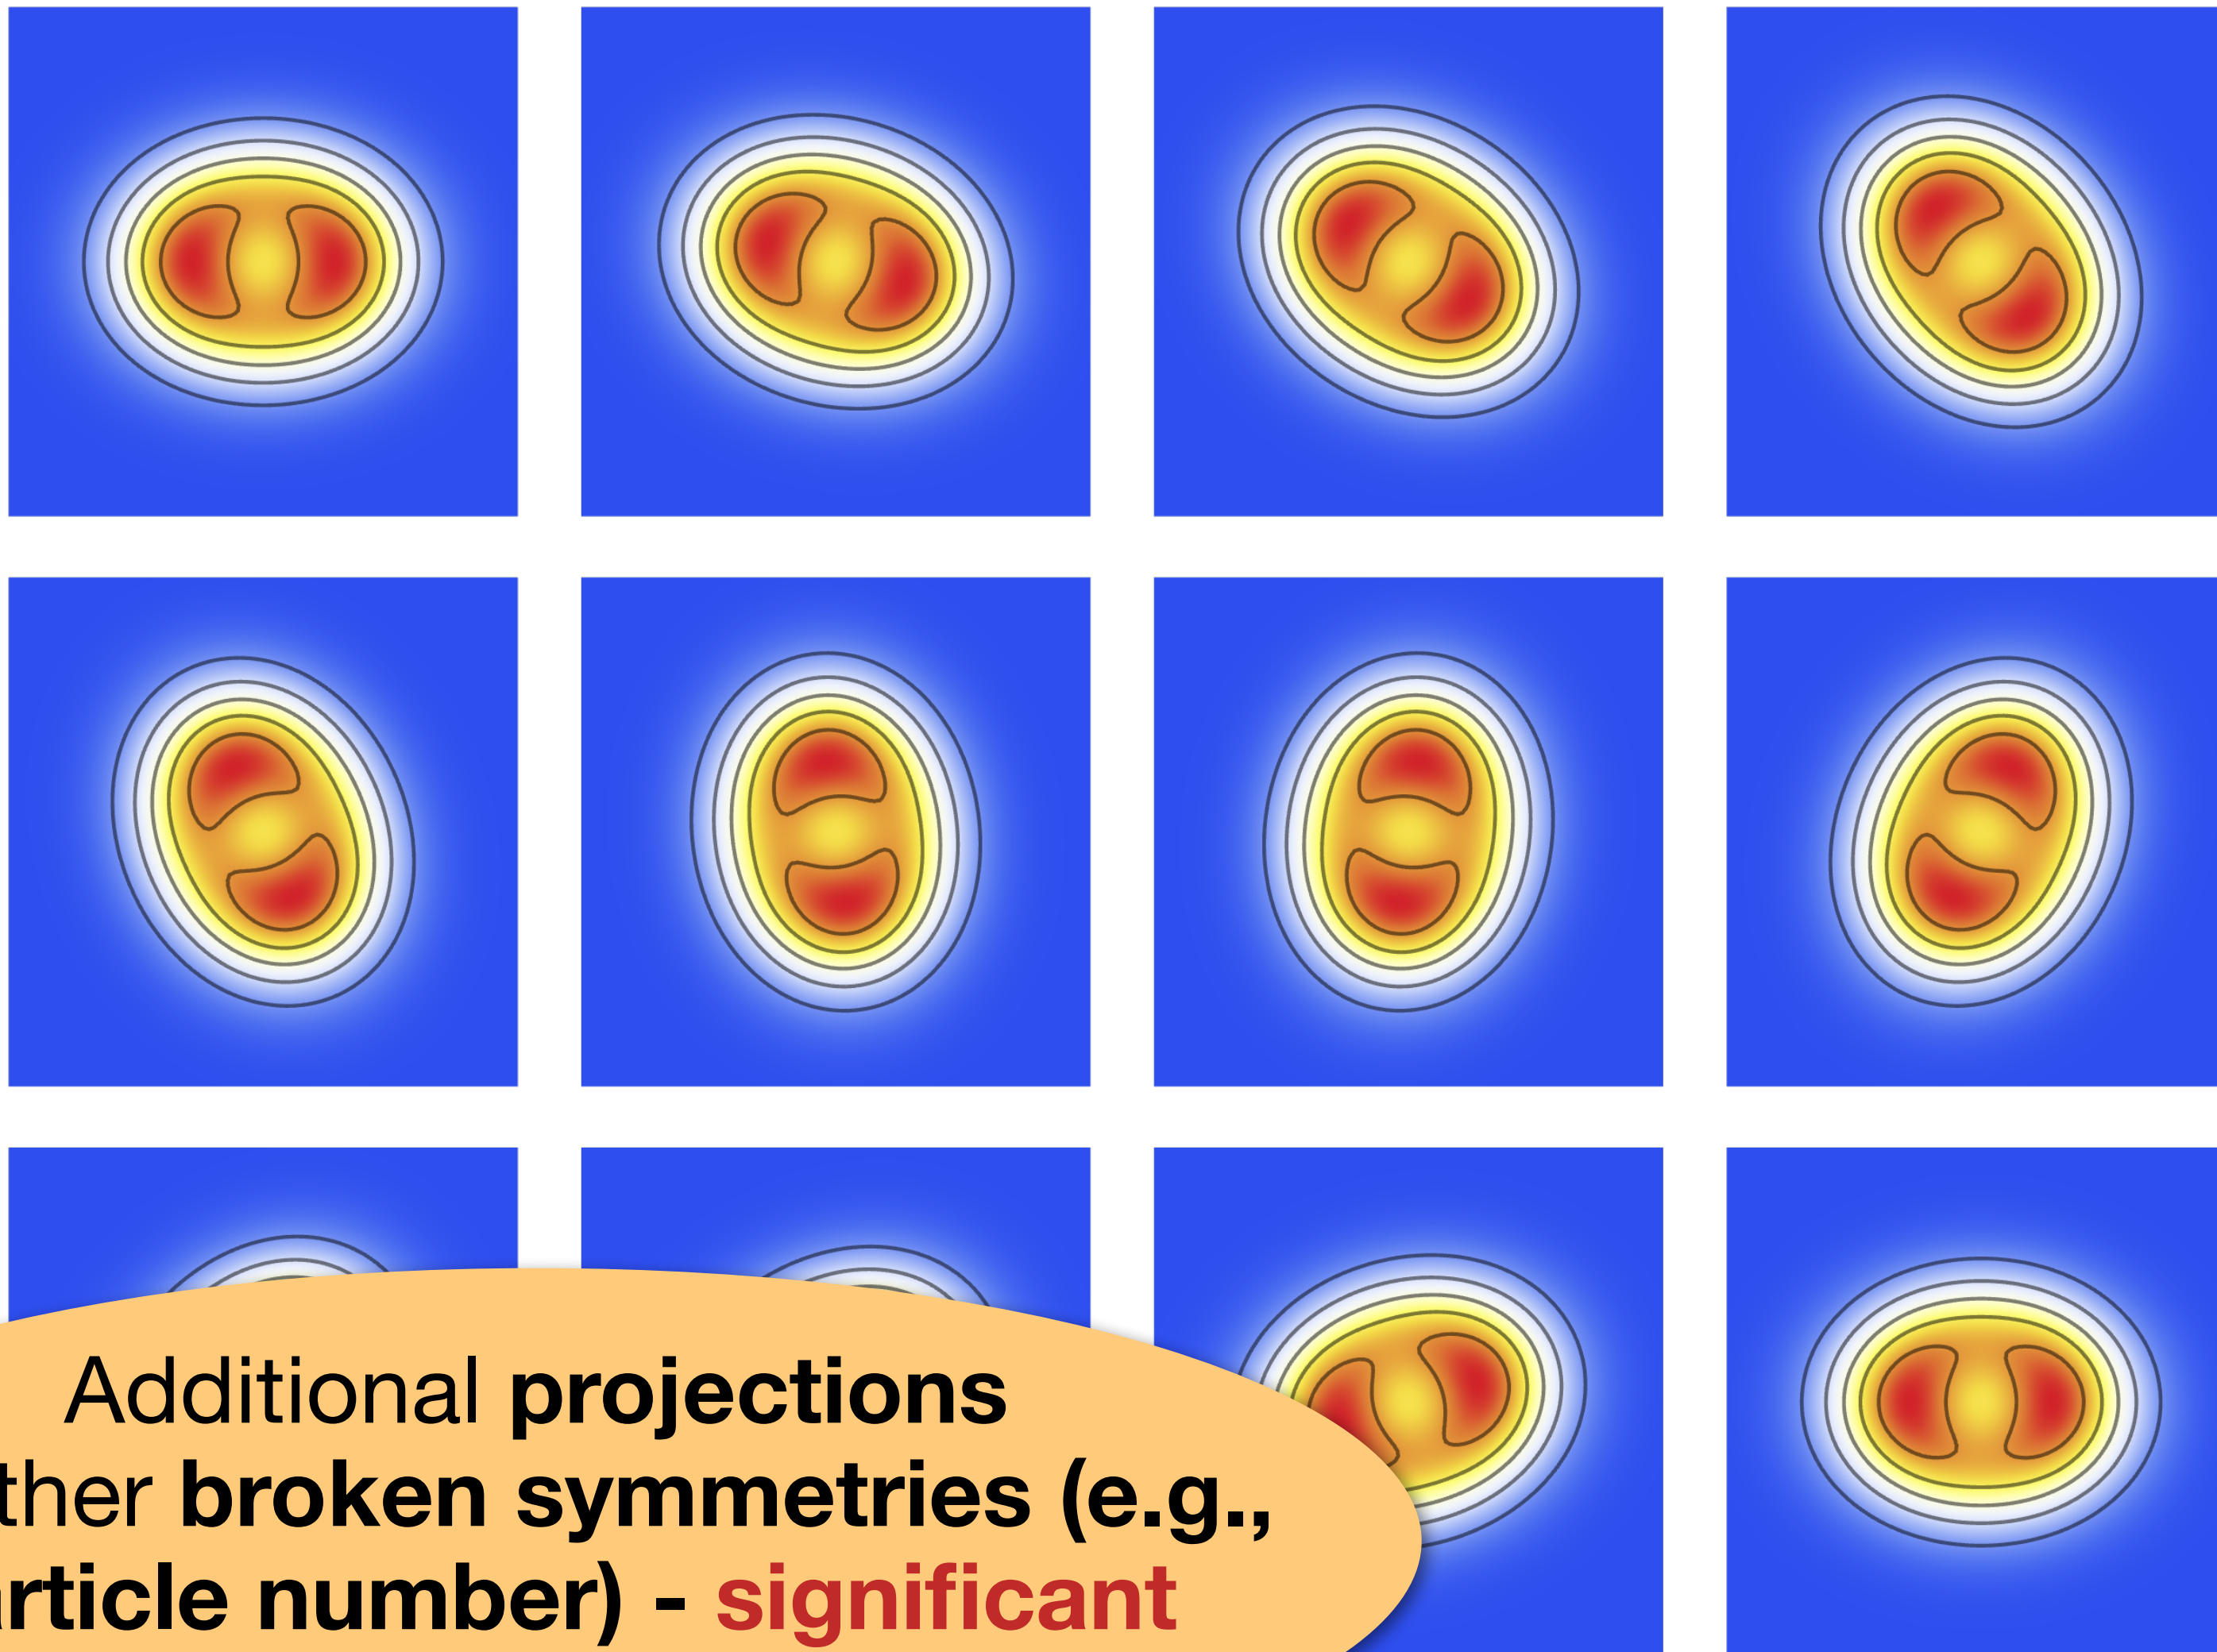 Additional projections
ther broken symmetries (e.g.,
rticle number) - significant